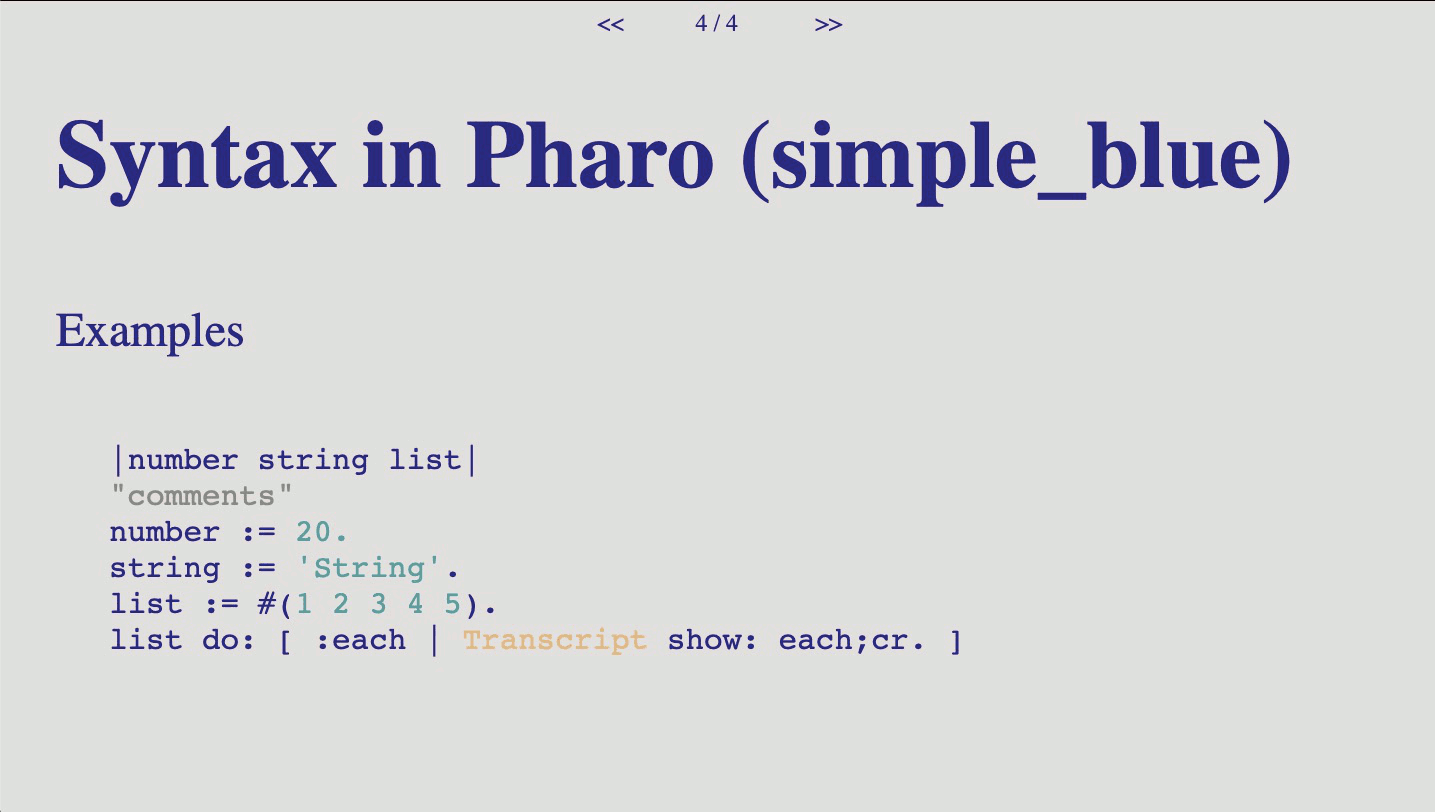 << 4 / 4 >>
Syntax in Pharo (simple_blue)
Examples
|number string list|
"comments"
number := 20.
string := 'String'.
list := #(1 2 3 4 5).
list do: [ :each | Transcript show: each;cr. ]